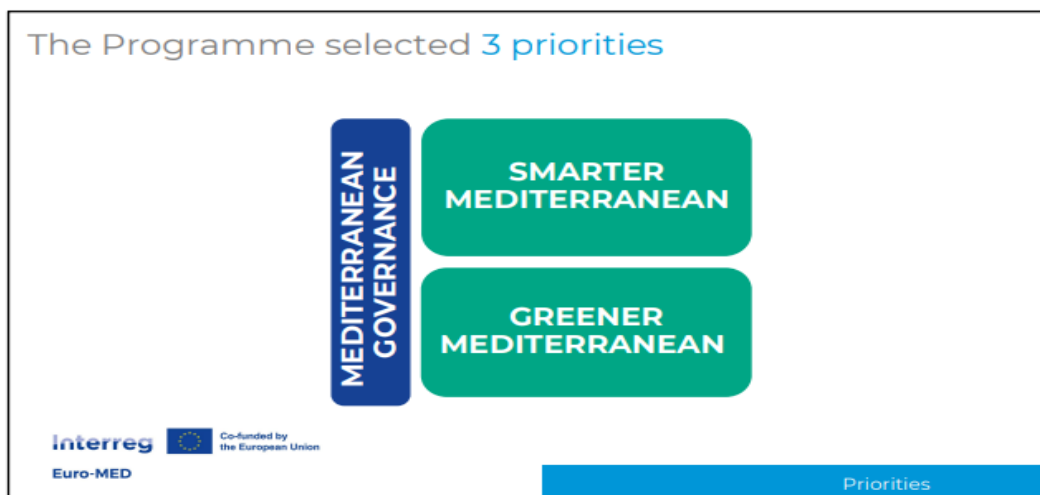 The Programme selected 3 priorities
MEDITERRANEAN
GOVERNANCE
SMARTER
MEDITERRANEAN
GREENER
MEDITERRANEAN
Interreg
Co-funded by
the European Union
Euro-MED
Priorities